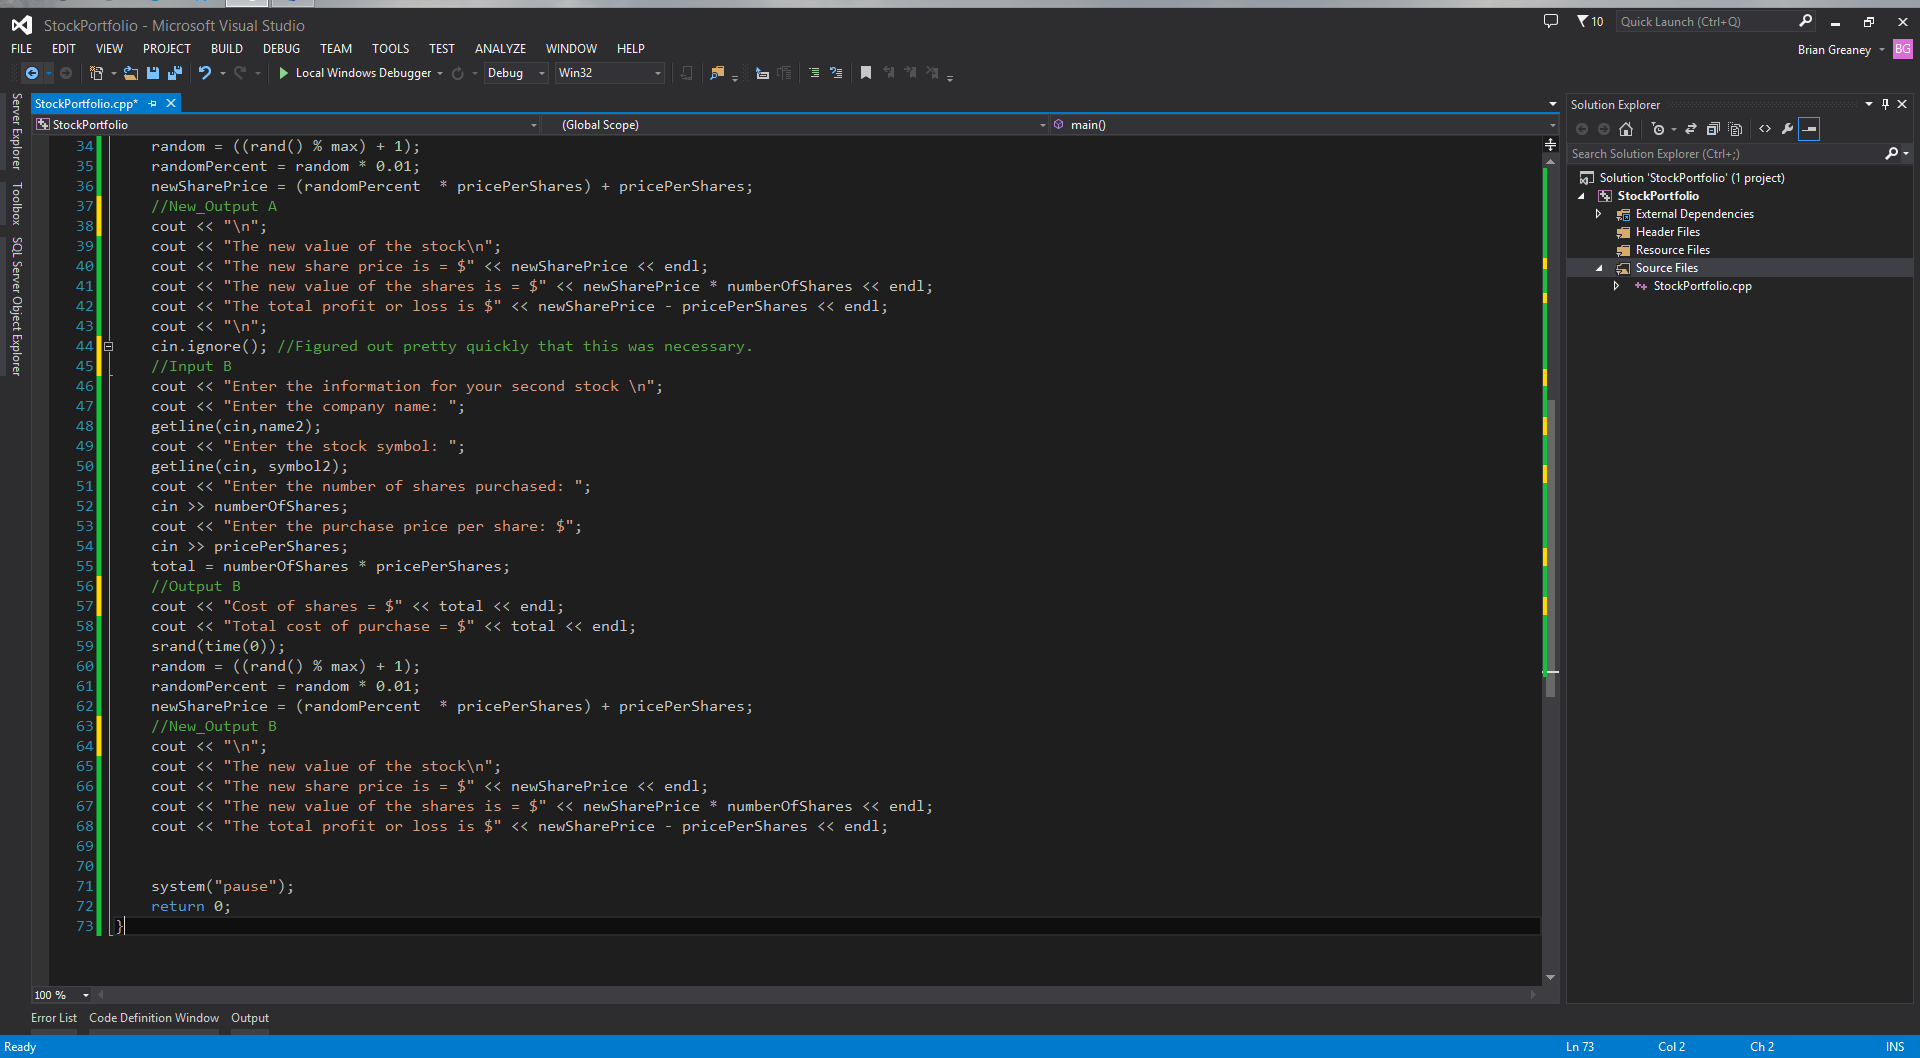 StockPortfolio - Microsoft Visual Studio
10
Quick Launch (Ctrl+Q)
FILE EDIT VIEW PROJECT BUILD DEBUG TEAM TOOLS TEST ANALYZE WINDOW HELP
Brian Greaney BG
Local Windows Debugger Debug Win32
Server Explorer
Toolbox
SQL Server Object Explorer
StockPortfolio.cpp*
StockPortfolio (Global Scope) main()
34 random = ((rand() % max) + 1);
35 randomPercent = random * 0.01;
36 newSharePrice = (randomPercent  * pricePerShares) + pricePerShares;
37 //New_Output A
38 cout << "\n";
39 cout << "The new value of the stock\n";
40 cout << "The new share price is = $" << newSharePrice << endl;
41 cout << "The new value of the shares is = $" << newSharePrice * numberOfShares << endl;
42 cout << "The total profit or loss is $" << newSharePrice - pricePerShares << endl;
43 cout << "\n";
44 cin.ignore(); //Figured out pretty quickly that this was necessary.
45 //Input B
46 cout << "Enter the information for your second stock \n";
47 cout << "Enter the company name: ";
48 getline(cin,name2);
49 cout << "Enter the stock symbol: ";
50 getline(cin, symbol2);
51 cout << "Enter the number of shares purchased: ";
52 cin >> numberOfShares;
53 cout << "Enter the purchase price per share: $";
54 cin >> pricePerShares;
55 total = numberOfShares * pricePerShares;
56 //Output B
57 cout << "Cost of shares = $" << total << endl;
58 cout << "Total cost of purchase = $" << total << endl;
59 srand(time(0));
60 random = ((rand() % max) + 1);
61 randomPercent = random * 0.01;
62 newSharePrice = (randomPercent  * pricePerShares) + pricePerShares;
63 //New_Output B
64 cout << "\n";
65 cout << "The new value of the stock\n";
66 cout << "The new share price is = $" << newSharePrice << endl;
67 cout << "The new value of the shares is = $" << newSharePrice * numberOfShares << endl;
68 cout << "The total profit or loss is $" << newSharePrice - pricePerShares << endl;
69
70
71 system("pause");
72 return 0;
73 }
100 %
Solution Explorer
Search Solution Explorer (Ctrl+;)
Solution 'StockPortfolio' (1 project)
StockPortfolio
External Dependencies
Header Files
Resource Files
Source Files
StockPortfolio.cpp
Error List Code Definition Window Output
Ready Ln 73 Col 2 Ch 2 INS